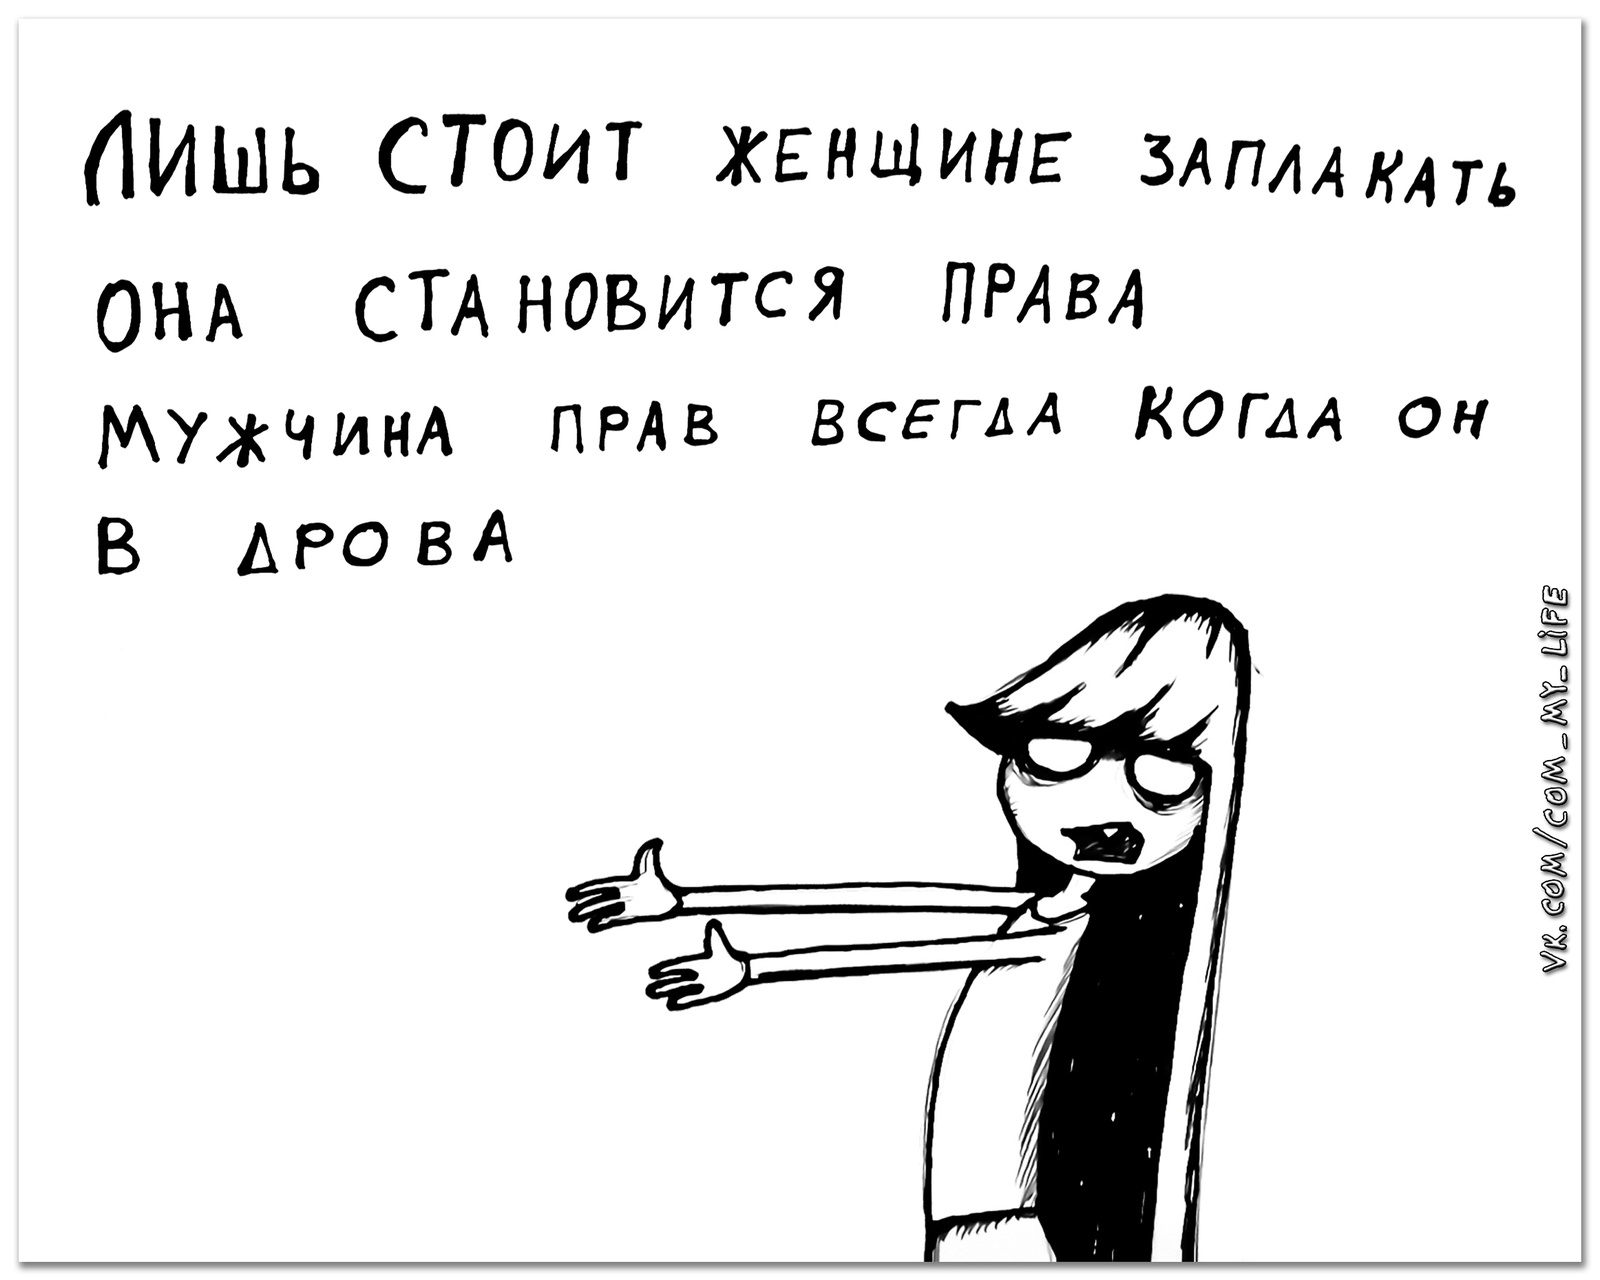 ЛИШЬ СТОИТ ЖЕНЩИНЕ ЗАПЛАКАТЬ
ОНА СТАНОВИТСЯ ПРАВА
МУЖЧИНА ПРАВ ВСЕГДА КОГДА ОН
В ДРОВА
VK.COM/COM_MY_LiFE